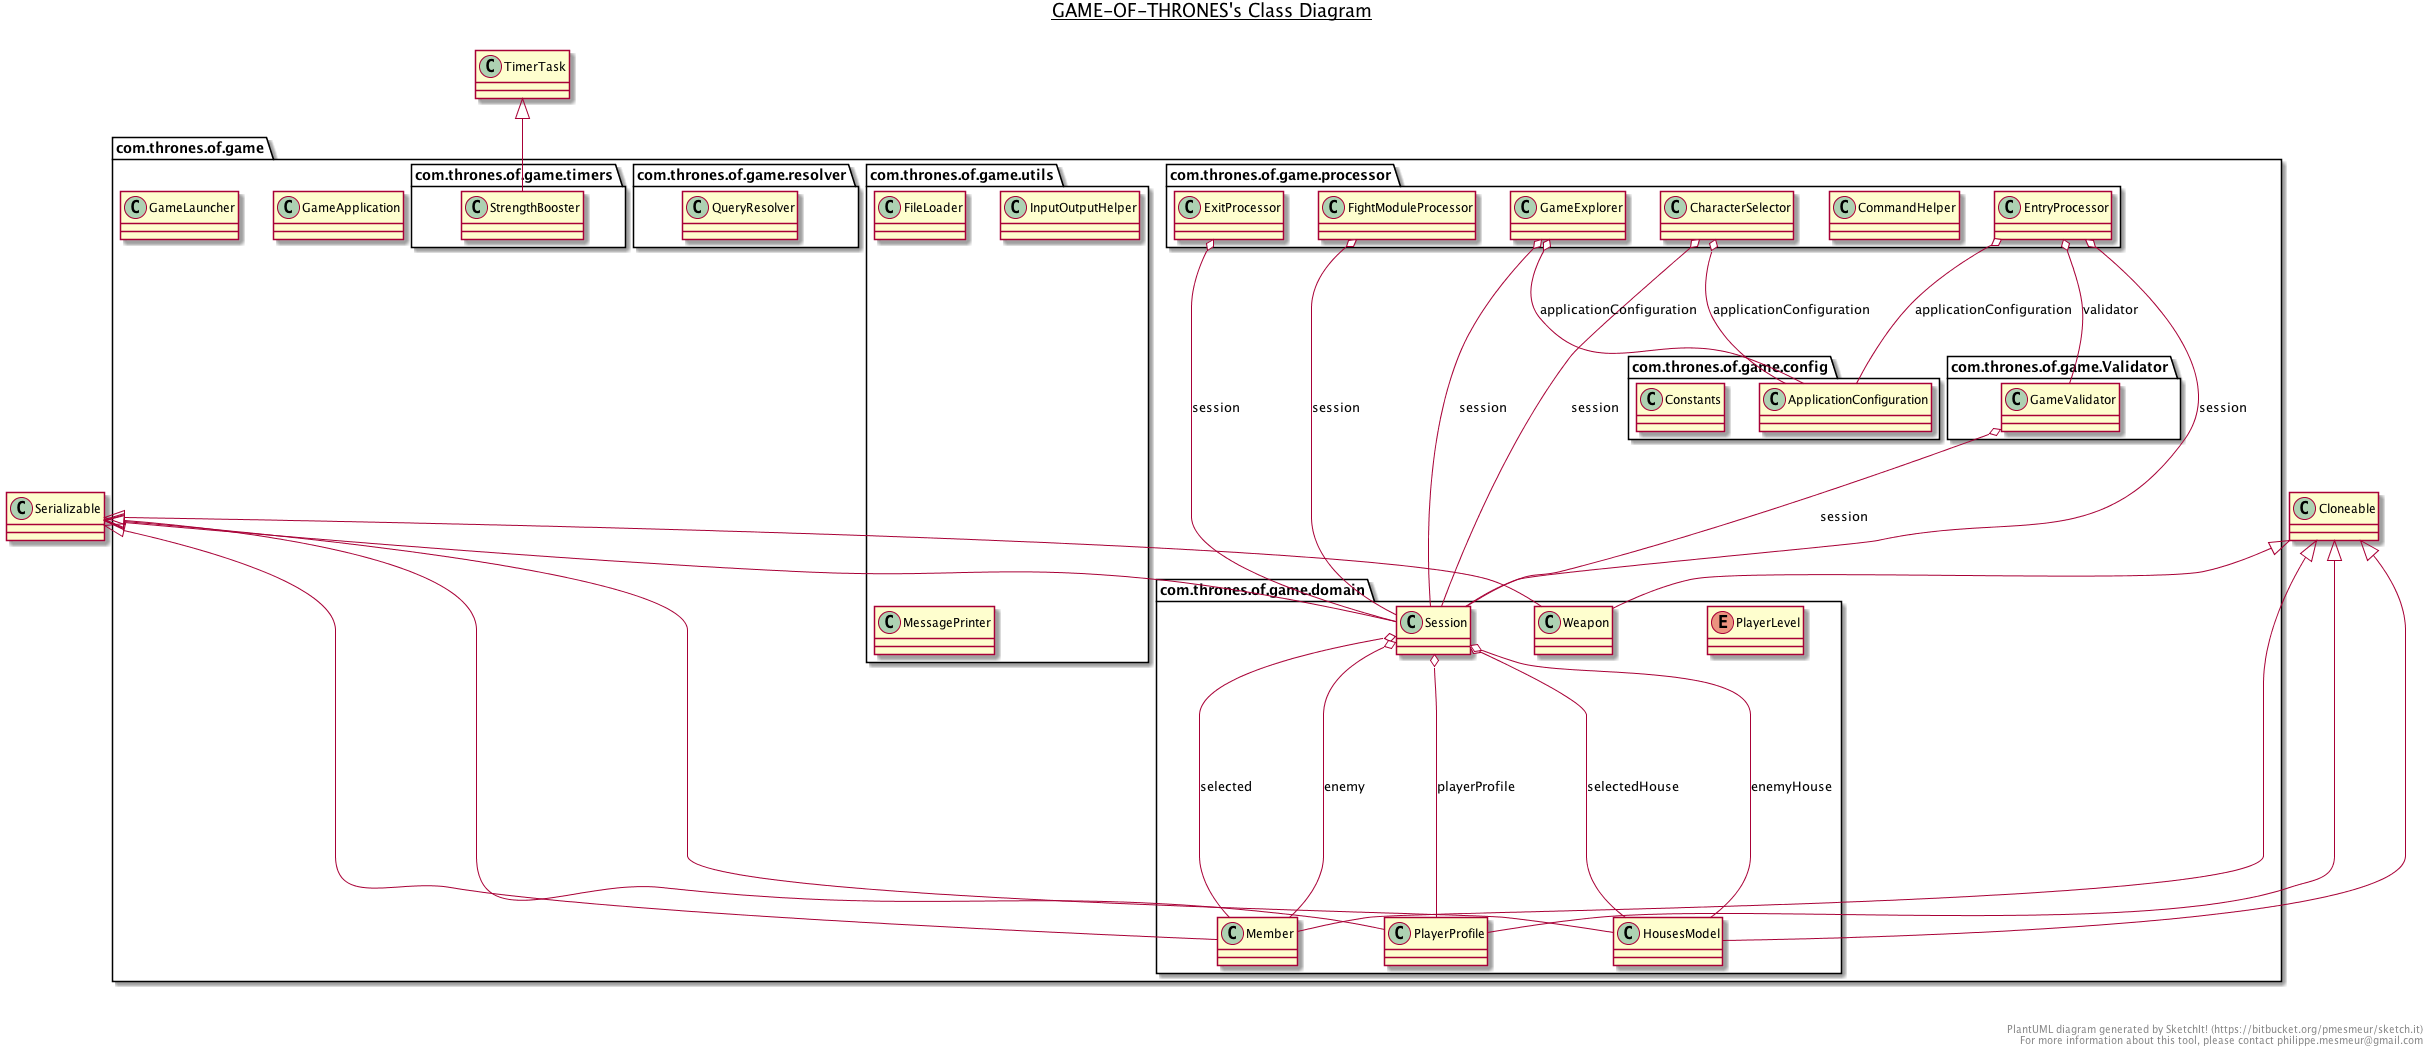 GAME-OF-THRONES's Class Diagram
C TimerTask
com.thrones.of.game
com.thrones.of.game.timers
com.thrones.of.game.resolver
com.thrones.of.game.utils
com.thrones.of.game.processor
C GameLauncher
C GameApplication
C StrengthBooster
C QueryResolver
C FileLoader
C InputOutputHelper
C ExitProcessor
C FightModuleProcessor
C GameExplorer
C CharacterSelector
C CommandHelper
C EntryProcessor
applicationConfiguration
applicationConfiguration
applicationConfiguration
validator
com.thrones.of.game.config
com.thrones.of.game.Validator
C Constants
C ApplicationConfiguration
C GameValidator
session
session
session
session
session
C Serializable
session
C Cloneable
com.thrones.of.game.domain
C MessagePrinter
C Session
C Weapon
E PlayerLevel
selected
enemy
playerProfile
selectedHouse
enemyHouse
C Member
C PlayerProfile
C HousesModel
PlantUML diagram generated by SketchIt! (https://bitbucket.org/pmesmeur/sketch.it)
For more information about this tool, please contact philippe.mesmeur@gmail.com